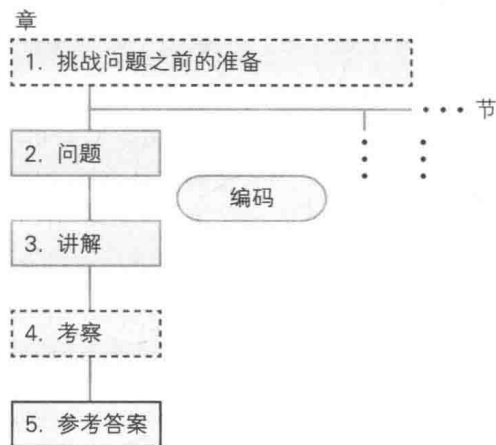 章
1. 挑战问题之前的准备
··· 节
2. 问题
编码
3. 讲解
4. 考察
5. 参考答案